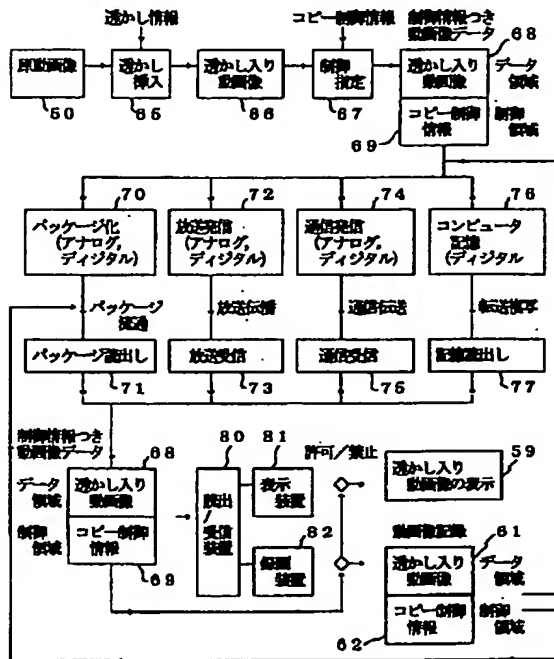 透かし情報
コピー制御情報
制御情報つき
動画像データ
68
原動画像
透かし
挿入
透かし入り
動画像
制御
指定
透かし入り
動画像
データ
領域
50
65
66
67
コピー制御
情報
制御
領域
69
70
72
74
76
パッケージ化
(アナログ,
ディジタル)
放送発信
(アナログ,
ディジタル)
通信発信
(アナログ,
ディジタル)
コンピュータ
記憶
(ディジタル
パッケージ
流通
放送伝播
通信伝送
転送複写
パッケージ読出し
放送受信
通信受信
記憶読出し
71
73
75
77
制御情報つき
動画像データ
68
80
81
許可/禁止
59
データ
領域
透かし入り
動画像
読出
/
受信
装置
表示
装置
透かし入り
動画像の表示
制御
領域
コピー制御
情報
82
録画
装置
動画像記録
61
透かし入り
動画像
データ
領域
69
コピー制御
情報
制御
領域
62